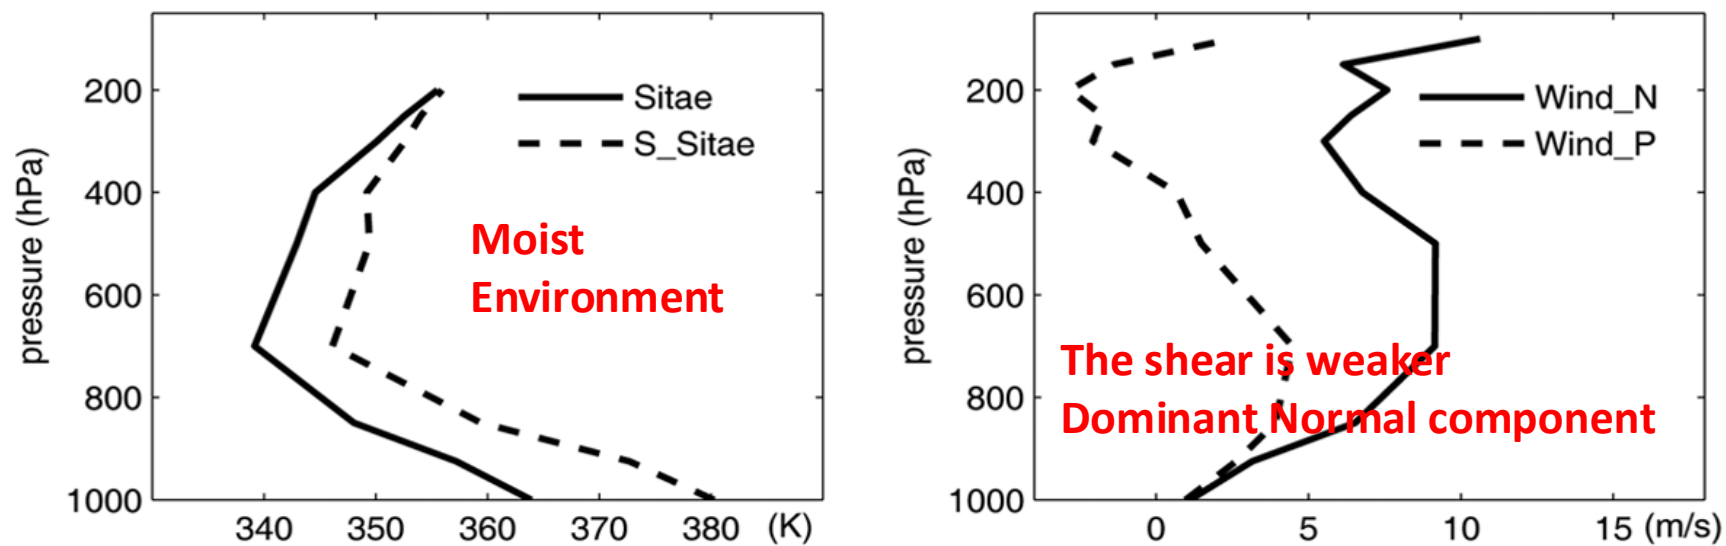 200
400
600
800
1000
pressure (hPa)
340 350 360 370 380 (K)
Sitae
S_Sitae
Moist
Environment
200
400
600
800
1000
pressure (hPa)
0 5 10 15 (m/s)
Wind_N
Wind_P
The shear is weaker
Dominant Normal component